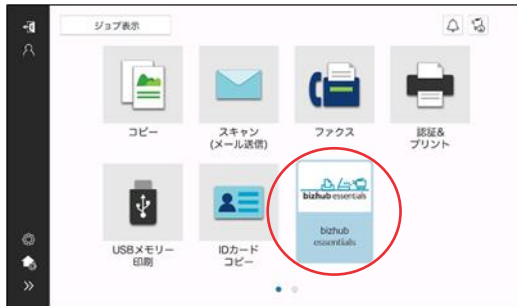 ジョブ表示
コピー
スキャン
(メール送信)
ファクス
認証&
プリント
bizhub essentials
USBメモリー
印刷
IDカード
コピー
bizhub
essentials